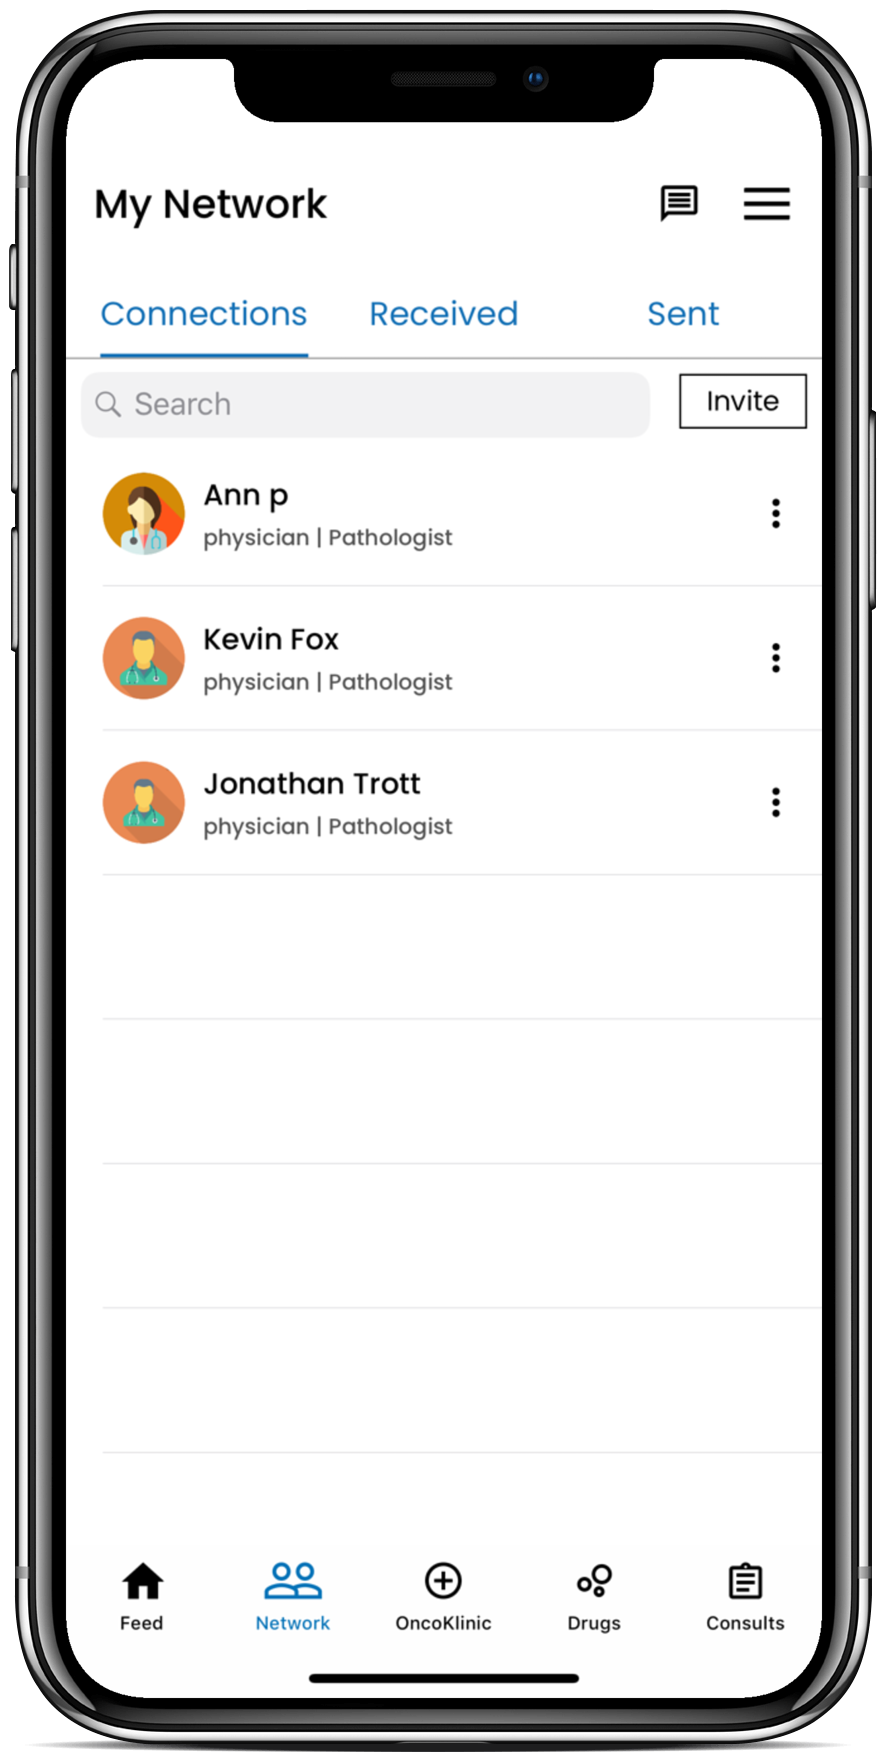 My Network
Connections Received Sent
Search Invite
Ann p
physician | Pathologist
Kevin Fox
physician | Pathologist
Jonathan Trott
physician | Pathologist
Feed Network OncoKlinic Drugs Consults